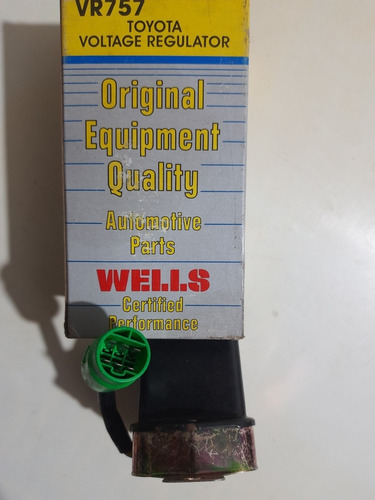 VR757
TOYOTA
VOLTAGE REGULATOR
Original
Equipment
Quality
Automotive
Parts
WELLS
Certified
Performance